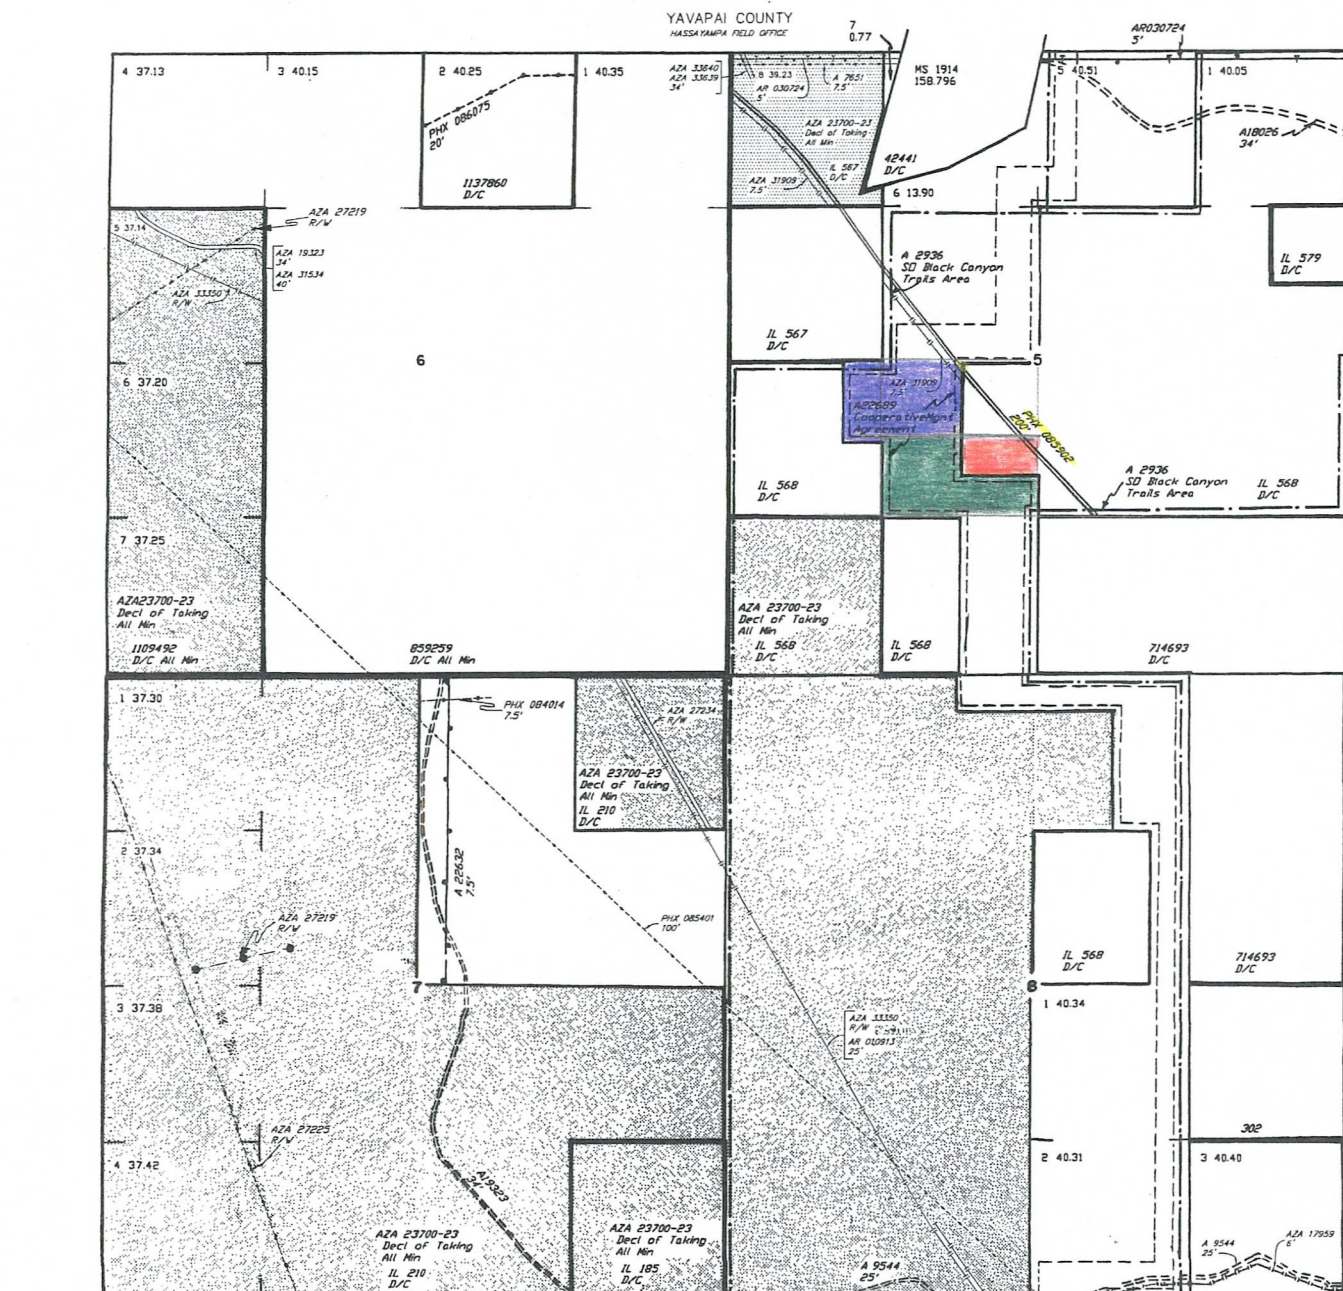 YAVAPAI COUNTY
HASSAYAMPA FIELD OFFICE
7
0.77
AR030724
5'
4 37.13
3 40.15
2 40.25
1 40.35
AZA 33640
AZA 33639
34'
8 39.23
AR 030724
5'
A 7651
7.5'
MS 1914
158.796
5 40.51
1 40.05
PHX 086075
20'
AZA 23700-23
Decl of Taking
All Min
A18026
34'
1137860
D/C
IL 567
D/C
AZA 31909
7.5'
42441
D/C
6 13.90
5 37.14
AZA 27219
R/W
AZA 19323
34'
AZA 31534
40'
AZA 33350
R/W
A 2936
SD Black Canyon
Trails Area
IL 579
D/C
IL 567
D/C
6
5
6 37.20
AZA 31909
7.5'
A22689
CooperativeMgnt
Agreement
PHX 085902
200'
IL 568
D/C
A 2936
SD Black Canyon
Trails Area
IL 568
D/C
7 37.25
AZA23700-23
Decl of Taking
All Min
1109492
D/C All Min
859259
D/C All Min
AZA 23700-23
Decl of Taking
All Min
IL 568
D/C
IL 568
D/C
714693
D/C
1 37.30
PHX 084014
7.5'
AZA 27234
R/W
AZA 23700-23
Decl of Taking
All Min
IL 210
D/C
2 37.34
A 22632
7.5'
AZA 27219
R/W
PHX 085401
100'
IL 568
D/C
714693
D/C
7
8
3 37.38
1 40.34
AZA 33350
R/W
AR 010913
25'
AZA 27225
R/W
302
4 37.42
2 40.31
3 40.40
A19323
34'
AZA 23700-23
Decl of Taking
All Min
IL 210
D/C
AZA 23700-23
Decl of Taking
All Min
IL 185
D/C
A 9544
25'
A 9544
25'
AZA 17959
6'